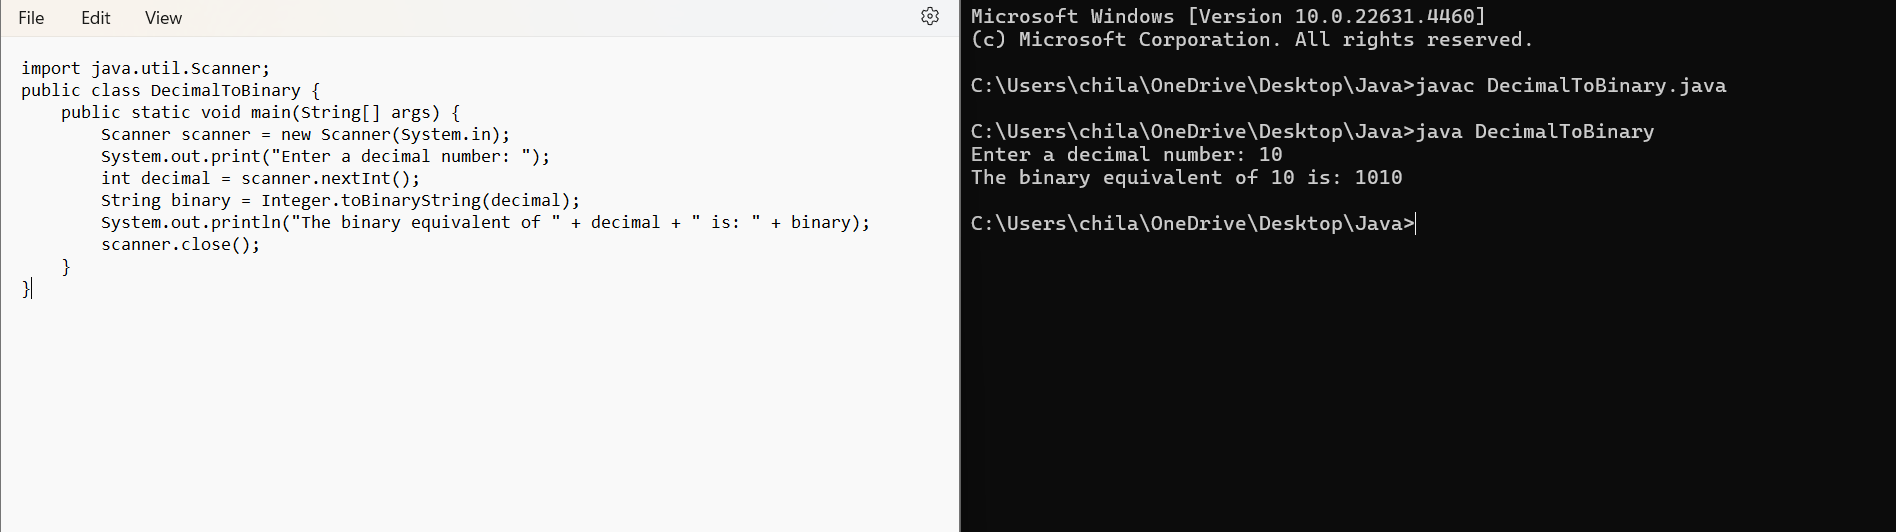 File Edit View
import java.util.Scanner;
public class DecimalToBinary {
    public static void main(String[] args) {
        Scanner scanner = new Scanner(System.in);
        System.out.print("Enter a decimal number: ");
        int decimal = scanner.nextInt();
        String binary = Integer.toBinaryString(decimal);
        System.out.println("The binary equivalent of " + decimal + " is: " + binary);
        scanner.close();
    }
}
Microsoft Windows [Version 10.0.22631.4460]
(c) Microsoft Corporation. All rights reserved.
C:\Users\chila\OneDrive\Desktop\Java>javac DecimalToBinary.java
C:\Users\chila\OneDrive\Desktop\Java>java DecimalToBinary
Enter a decimal number: 10
The binary equivalent of 10 is: 1010
C:\Users\chila\OneDrive\Desktop\Java>